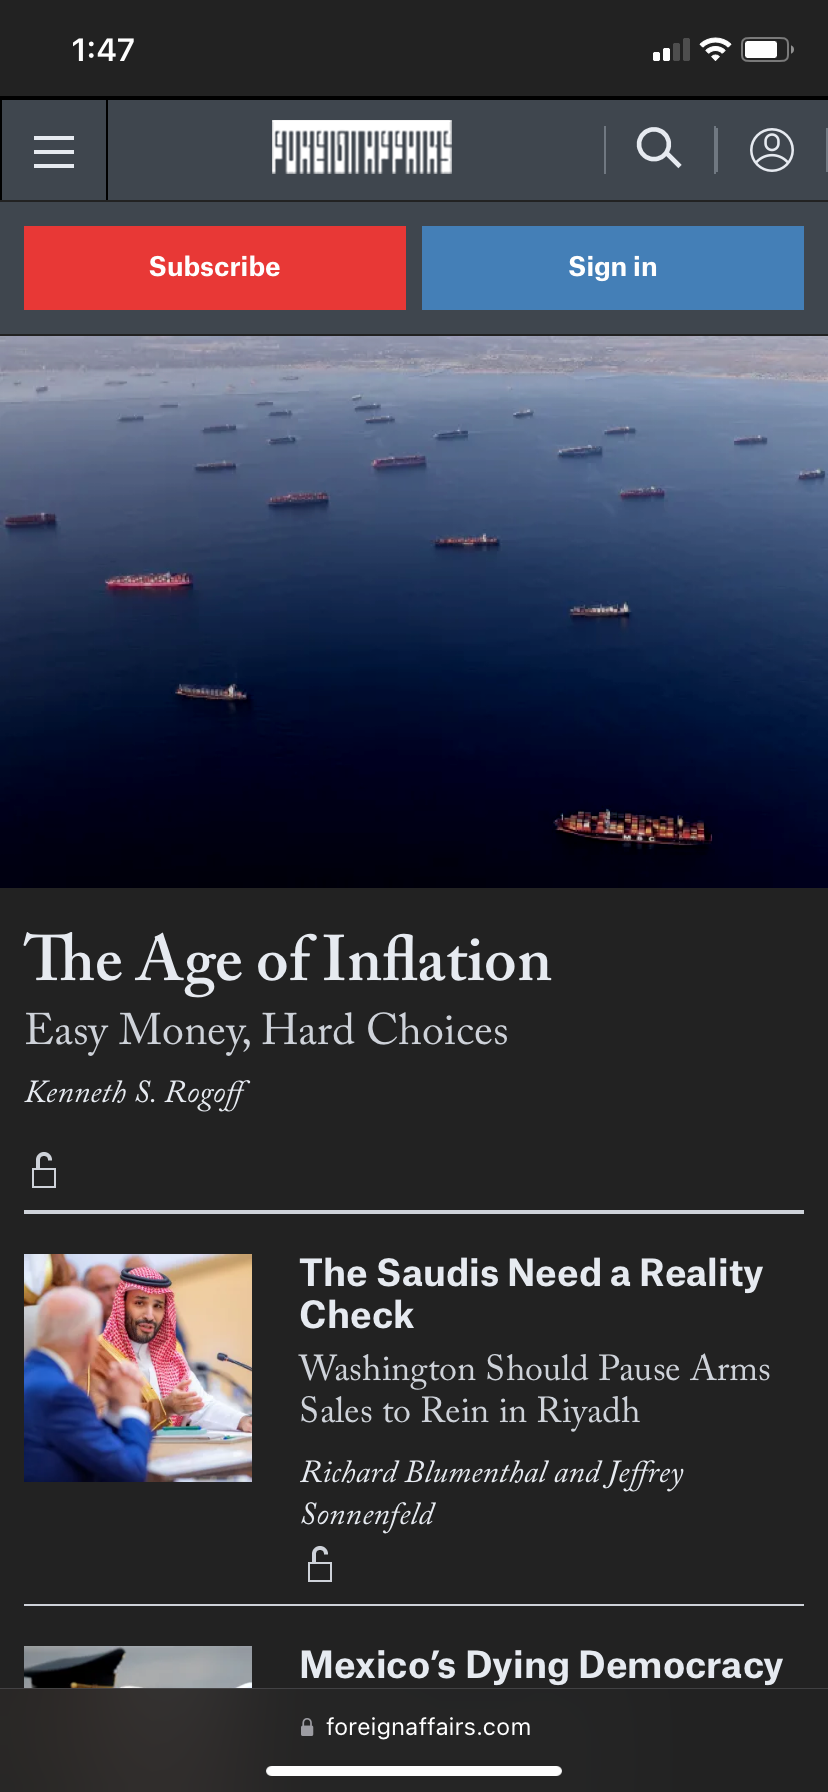 1:47
FOREIGN AFFAIRS
Subscribe
Sign in
MSC
The Age of Inflation
Easy Money, Hard Choices
Kenneth S. Rogoff
The Saudis Need a Reality
Check
Washington Should Pause Arms
Sales to Rein in Riyadh
Richard Blumenthal and Jeffrey
Sonnenfeld
Mexico’s Dying Democracy
foreignaffairs.com